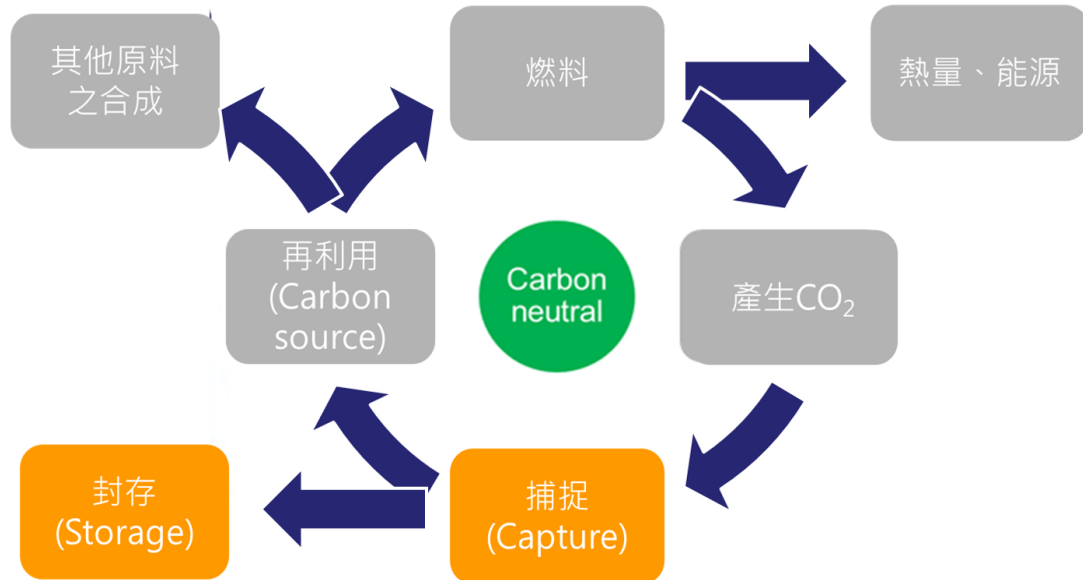 其他原料
之合成
燃料
熱量、能源
再利用
(Carbon
source)
Carbon
neutral
產生CO₂
封存
(Storage)
捕捉
(Capture)